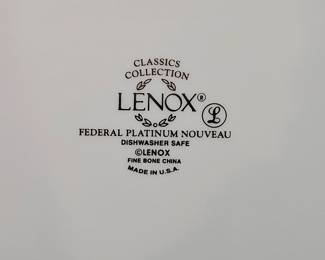 CLASSICS
COLLECTION
LENOX®
L
FEDERAL PLATINUM NOUVEAU
DISHWASHER SAFE
©LENOX
FINE BONE CHINA
MADE IN U.S.A.